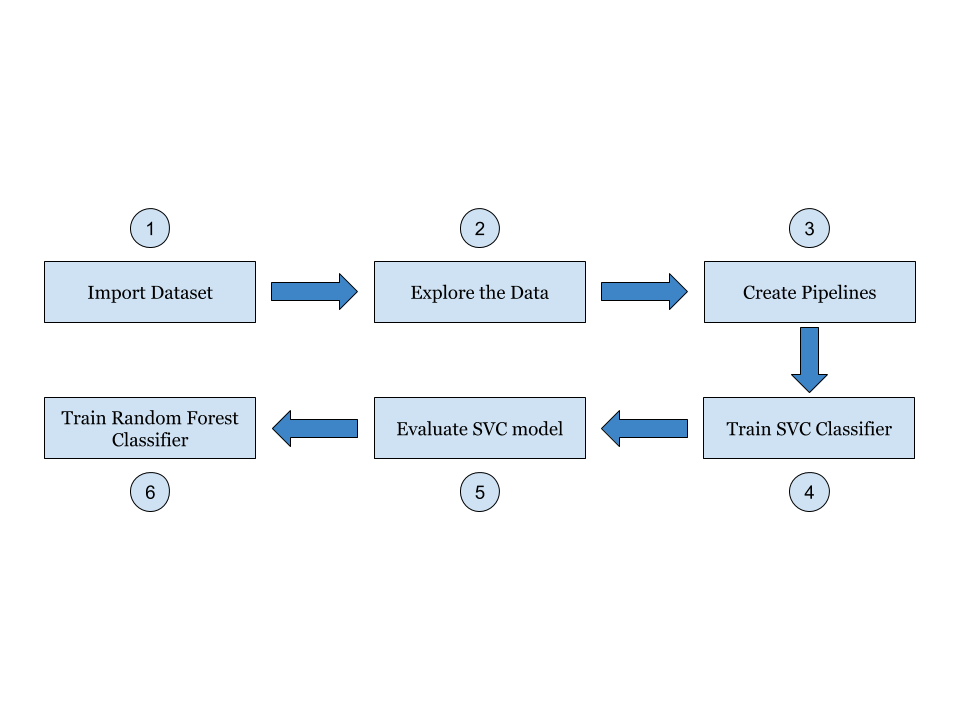 1
2
3
Import Dataset
Explore the Data
Create Pipelines
Train Random Forest
Classifier
Evaluate SVC model
Train SVC Classifier
6
5
4